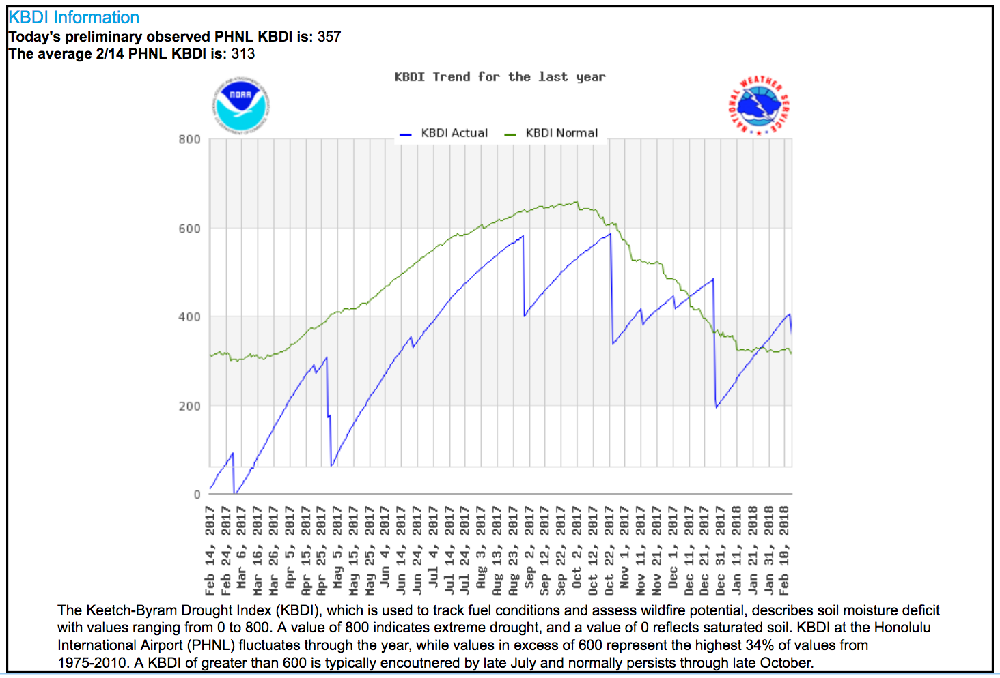 KBDI Information
Today's preliminary observed PHNL KBDI is: 357
The average 2/14 PHNL KBDI is: 313
KBDI Trend for the last year
NOAA
NATIONAL WEATHER SERVICE
KBDI Actual
KBDI Normal
800
600
400
200
0
Feb 14, 2017
Feb 24, 2017
Mar 6, 2017
Mar 16, 2017
Mar 26, 2017
Apr 5, 2017
Apr 15, 2017
Apr 25, 2017
May 5, 2017
May 15, 2017
May 25, 2017
Jun 4, 2017
Jun 14, 2017
Jun 24, 2017
Jul 4, 2017
Jul 14, 2017
Jul 24, 2017
Aug 3, 2017
Aug 13, 2017
Aug 23, 2017
Sep 2, 2017
Sep 12, 2017
Sep 22, 2017
Oct 2, 2017
Oct 12, 2017
Oct 22, 2017
Nov 1, 2017
Nov 11, 2017
Nov 21, 2017
Dec 1, 2017
Dec 11, 2017
Dec 21, 2017
Dec 31, 2017
Jan 11, 2018
Jan 21, 2018
Jan 31, 2018
Feb 10, 2018
The Keetch-Byram Drought Index (KBDI), which is used to track fuel conditions and assess wildfire potential, describes soil moisture deficit
with values ranging from 0 to 800. A value of 800 indicates extreme drought, and a value of 0 reflects saturated soil. KBDI at the Honolulu
International Airport (PHNL) fluctuates through the year, while values in excess of 600 represent the highest 34% of values from
1975-2010. A KBDI of greater than 600 is typically encoutnered by late July and normally persists through late October.